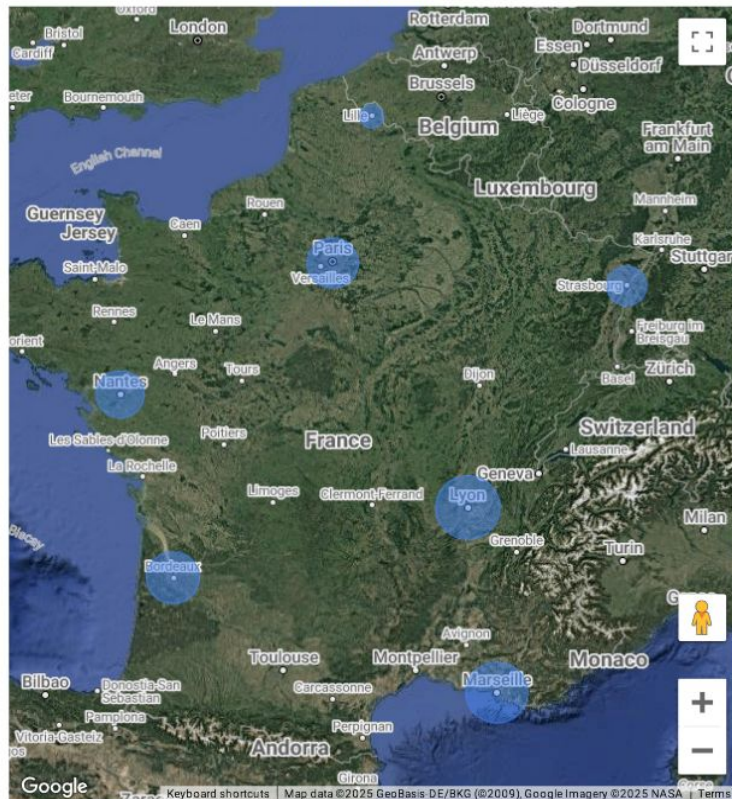 Oxford
London
Rotterdam
Dortmund
Bristol
Cardiff
Essen
Antwerp
Düsseldorf
Brussels
Bournemouth
Cologne
Lille
Liège
Belgium
Frankfurt
am Main
English Channel
Luxembourg
Rouen
Mannheim
Guernsey
Jersey
Caen
Karlsruhe
Paris
Saint-Malo
Versailles
Strasbourg
Rennes
Le Mans
Freiburg im
Breisgau
Angers
Nantes
Tours
Dijon
Basel
Zürich
Les Sables-d'Olonne
Poitiers
France
Switzerland
Lausanne
La Rochelle
Geneva
Limoges
Clermont-Ferrand
Lyon
Milan
Grenoble
Turin
Bordeaux
Avignon
Toulouse
Montpellier
Monaco
Bilbao
Donostia-San
Sebastian
Carcassonne
Marseille
Pamplona
Vitoria-Gasteiz
Perpignan
Andorra
Girona
Google
Keyboard shortcuts
Map data ©2025 GeoBasis-DE/BKG (©2009), Google Imagery ©2025 NASA
Terms